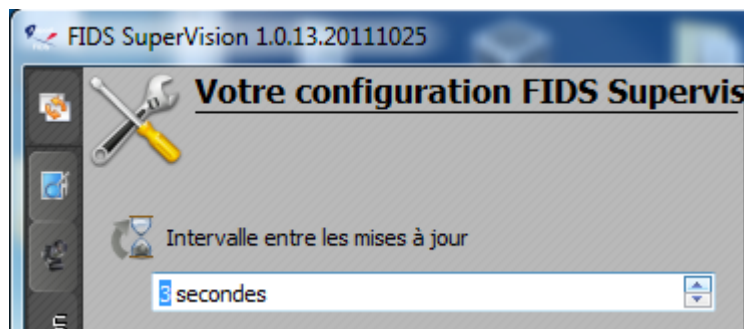 FIDS SuperVision 1.0.13.20111025
Votre configuration FIDS Supervis
Intervalle entre les mises à jour
3 secondes